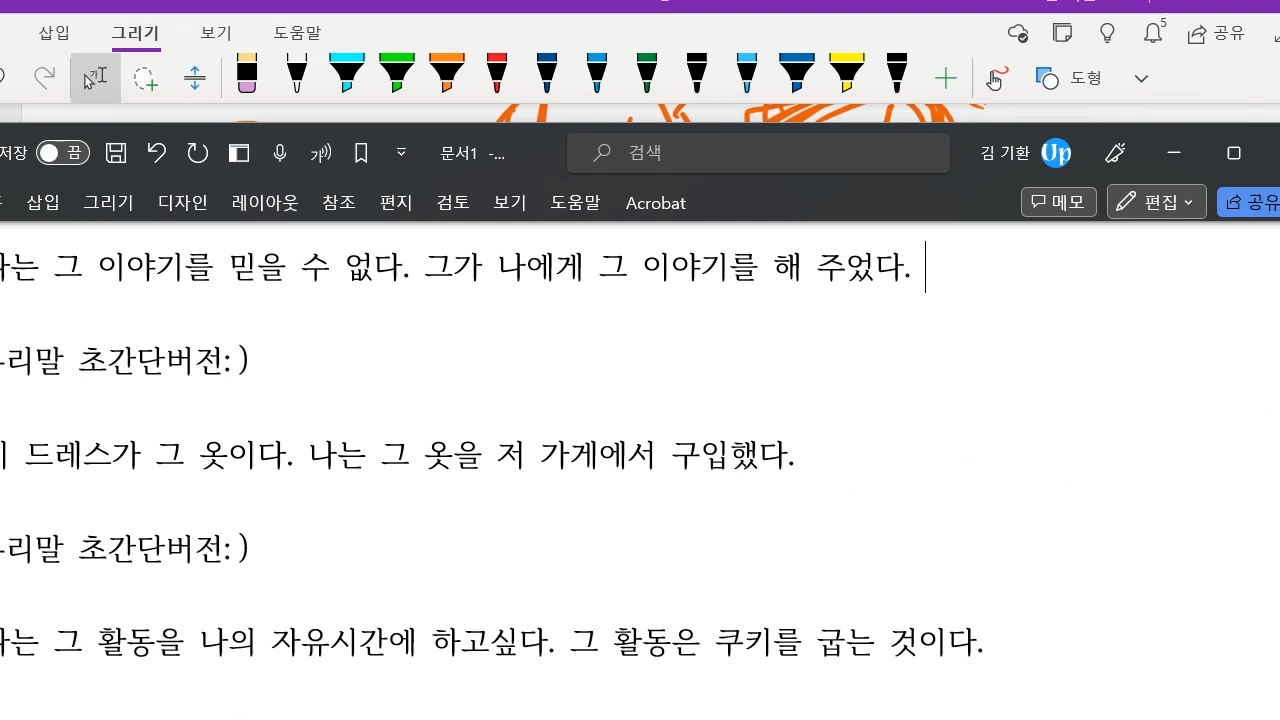 삽입 그리기 보기 도움말 5 공유
도형
저장 끔 가 문서1 -... 검색 김 기환 Up
삽입 그리기 디자인 레이아웃 참조 편지 검토 보기 도움말 Acrobat 메모 편집 공유
그 이야기를 믿을 수 없다. 그가 나에게 그 이야기를 해 주었다.
리말 초간단버전:)
드레스가 그 옷이다. 나는 그 옷을 저 가게에서 구입했다.
리말 초간단버전:)
그 활동을 나의 자유시간에 하고싶다. 그 활동은 쿠키를 굽는 것이다.